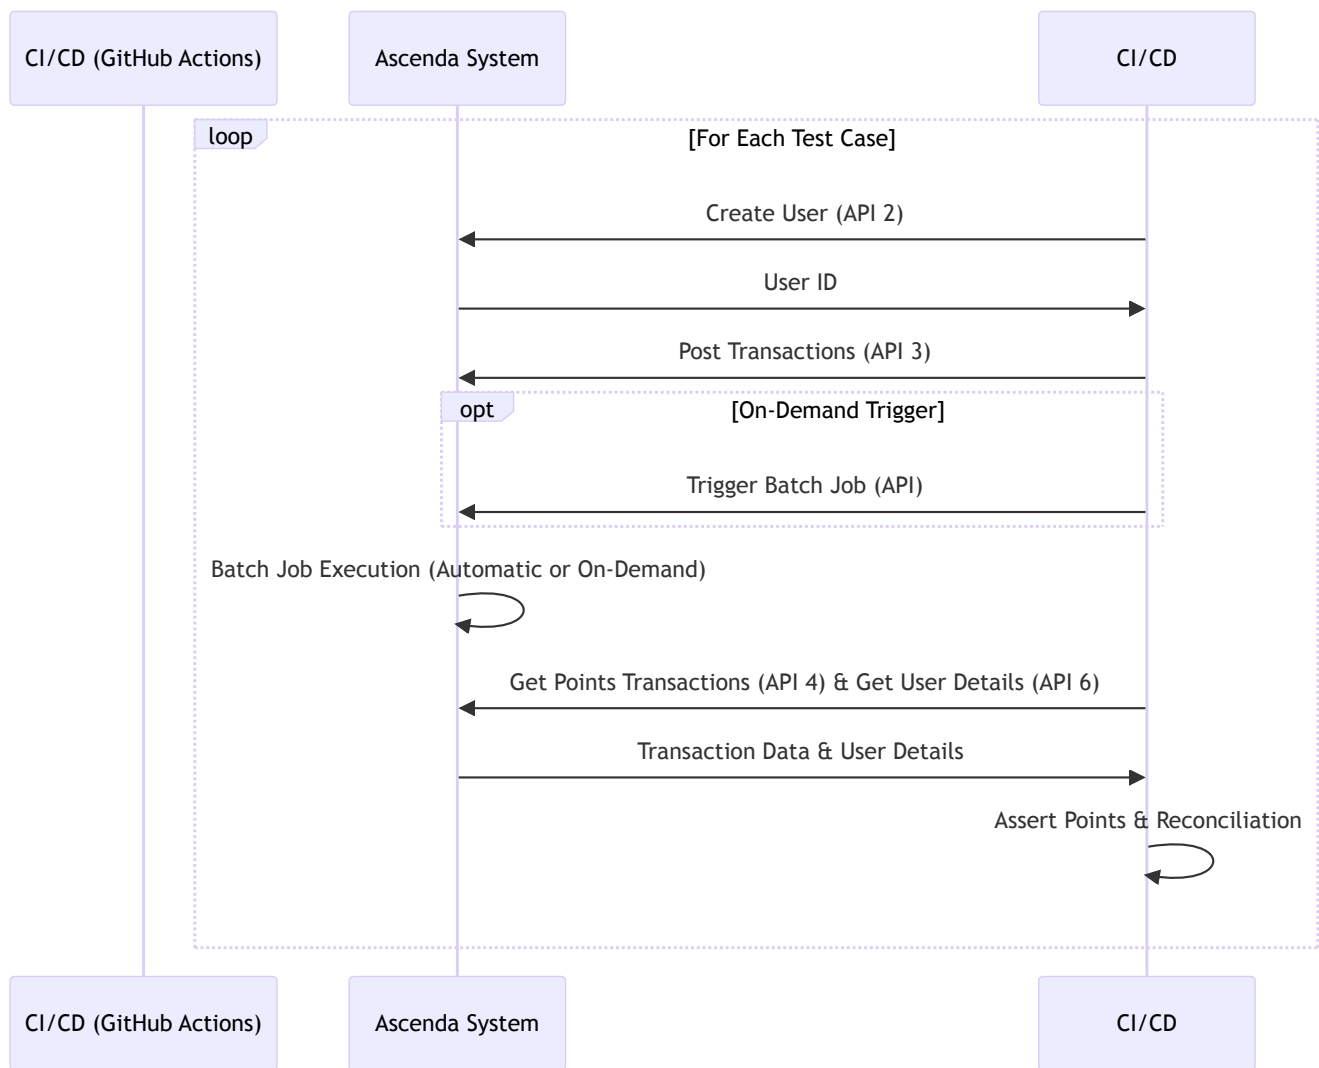 CI/CD (GitHub Actions)
Ascenda System
CI/CD
loop
[For Each Test Case]
Create User (API 2)
User ID
Post Transactions (API 3)
opt
[On-Demand Trigger]
Trigger Batch Job (API)
Batch Job Execution (Automatic or On-Demand)
Get Points Transactions (API 4) & Get User Details (API 6)
Transaction Data & User Details
Assert Points & Reconciliation
CI/CD (GitHub Actions)
Ascenda System
CI/CD